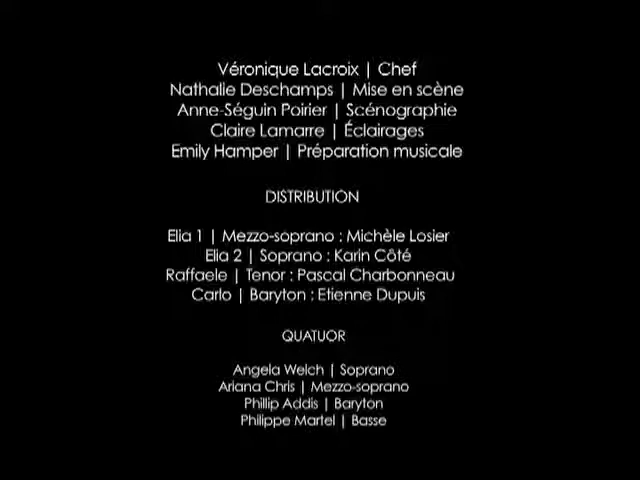 Véronique Lacroix | Chef
Nathalie Deschamps | Mise en scène
Anne-Séguin Poirier | Scénographie
Claire Lamarre | Éclairages
Emily Hamper | Préparation musicale
DISTRIBUTION
Elia 1 | Mezzo-soprano : Michèle Losier
Elia 2 | Soprano : Karin Côté
Raffaele | Tenor : Pascal Charbonneau
Carlo | Baryton : Etienne Dupuis
QUATUOR
Angela Welch | Soprano
Ariana Chris | Mezzo-soprano
Phillip Addis | Baryton
Philippe Martel | Basse